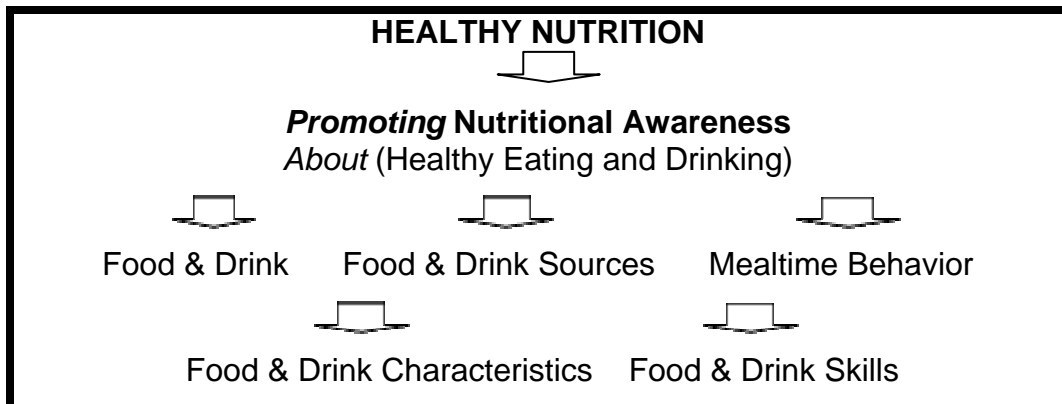 HEALTHY NUTRITION
Promoting Nutritional Awareness
About (Healthy Eating and Drinking)
Food & Drink Food & Drink Sources Mealtime Behavior
Food & Drink Characteristics Food & Drink Skills